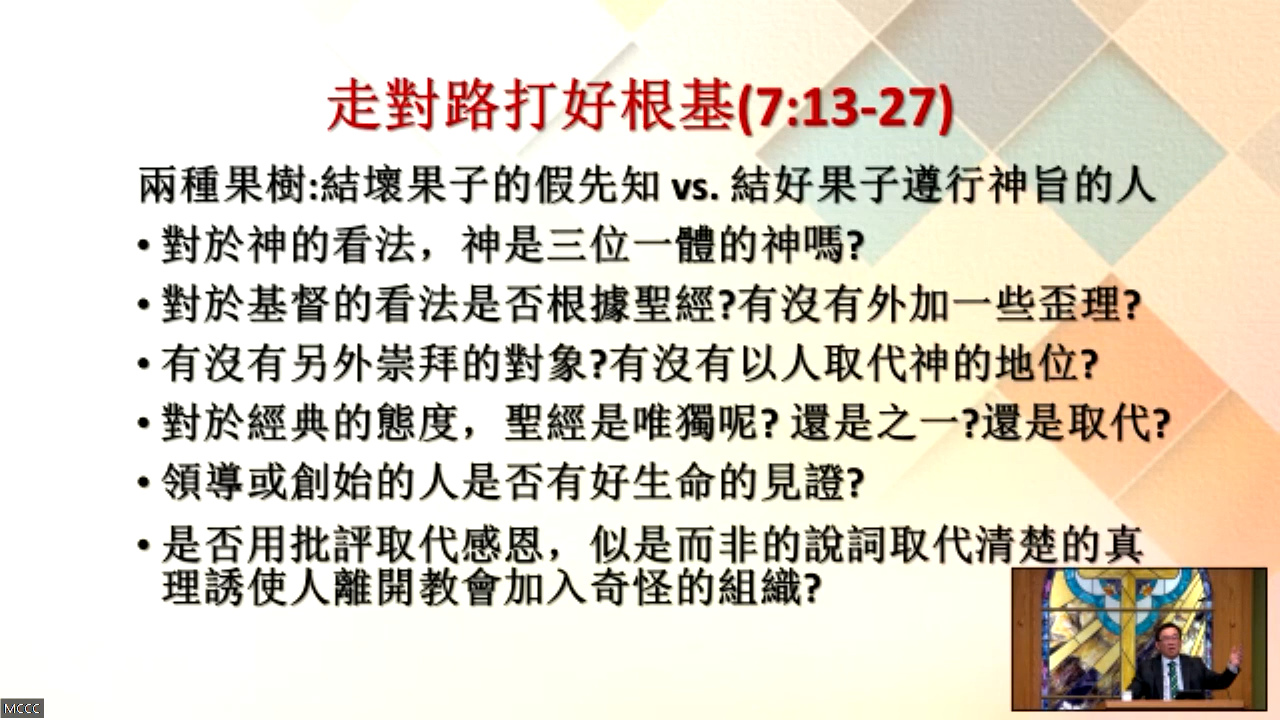 走對路打好根基(7:13-27)
兩種果樹:結壞果子的假先知 vs. 結好果子遵行神旨的人
• 對於神的看法，神是三位一體的神嗎?
• 對於基督的看法是否根據聖經?有沒有外加一些歪理?
• 有沒有另外崇拜的對象?有沒有以人取代神的地位?
• 對於經典的態度，聖經是唯獨呢? 還是之一?還是取代?
• 領導或創始的人是否有好生命的見證?
• 是否用批評取代感恩，似是而非的說詞取代清楚的真
理誘使人離開教會加入奇怪的組織?
MCCC